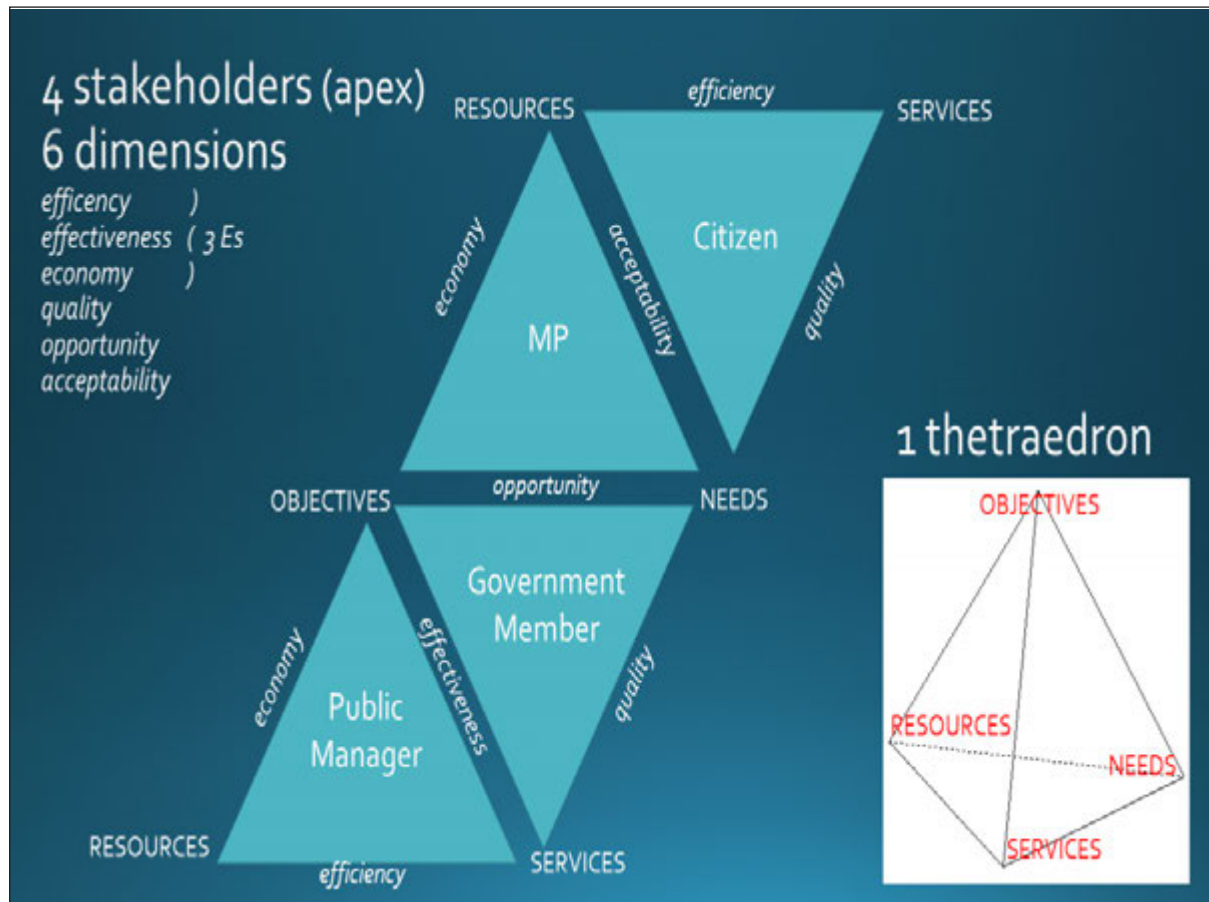 4 stakeholders (apex)
6 dimensions
efficency )
effectiveness ( 3 Es
economy )
quality
opportunity
acceptability
RESOURCES
efficiency
SERVICES
economy
MP
acceptability
Citizen
quality
OBJECTIVES
opportunity
NEEDS
economy
Public
Manager
effectiveness
Government
Member
quality
RESOURCES
efficiency
SERVICES
1 thetraedron
OBJECTIVES
RESOURCES
NEEDS
SERVICES